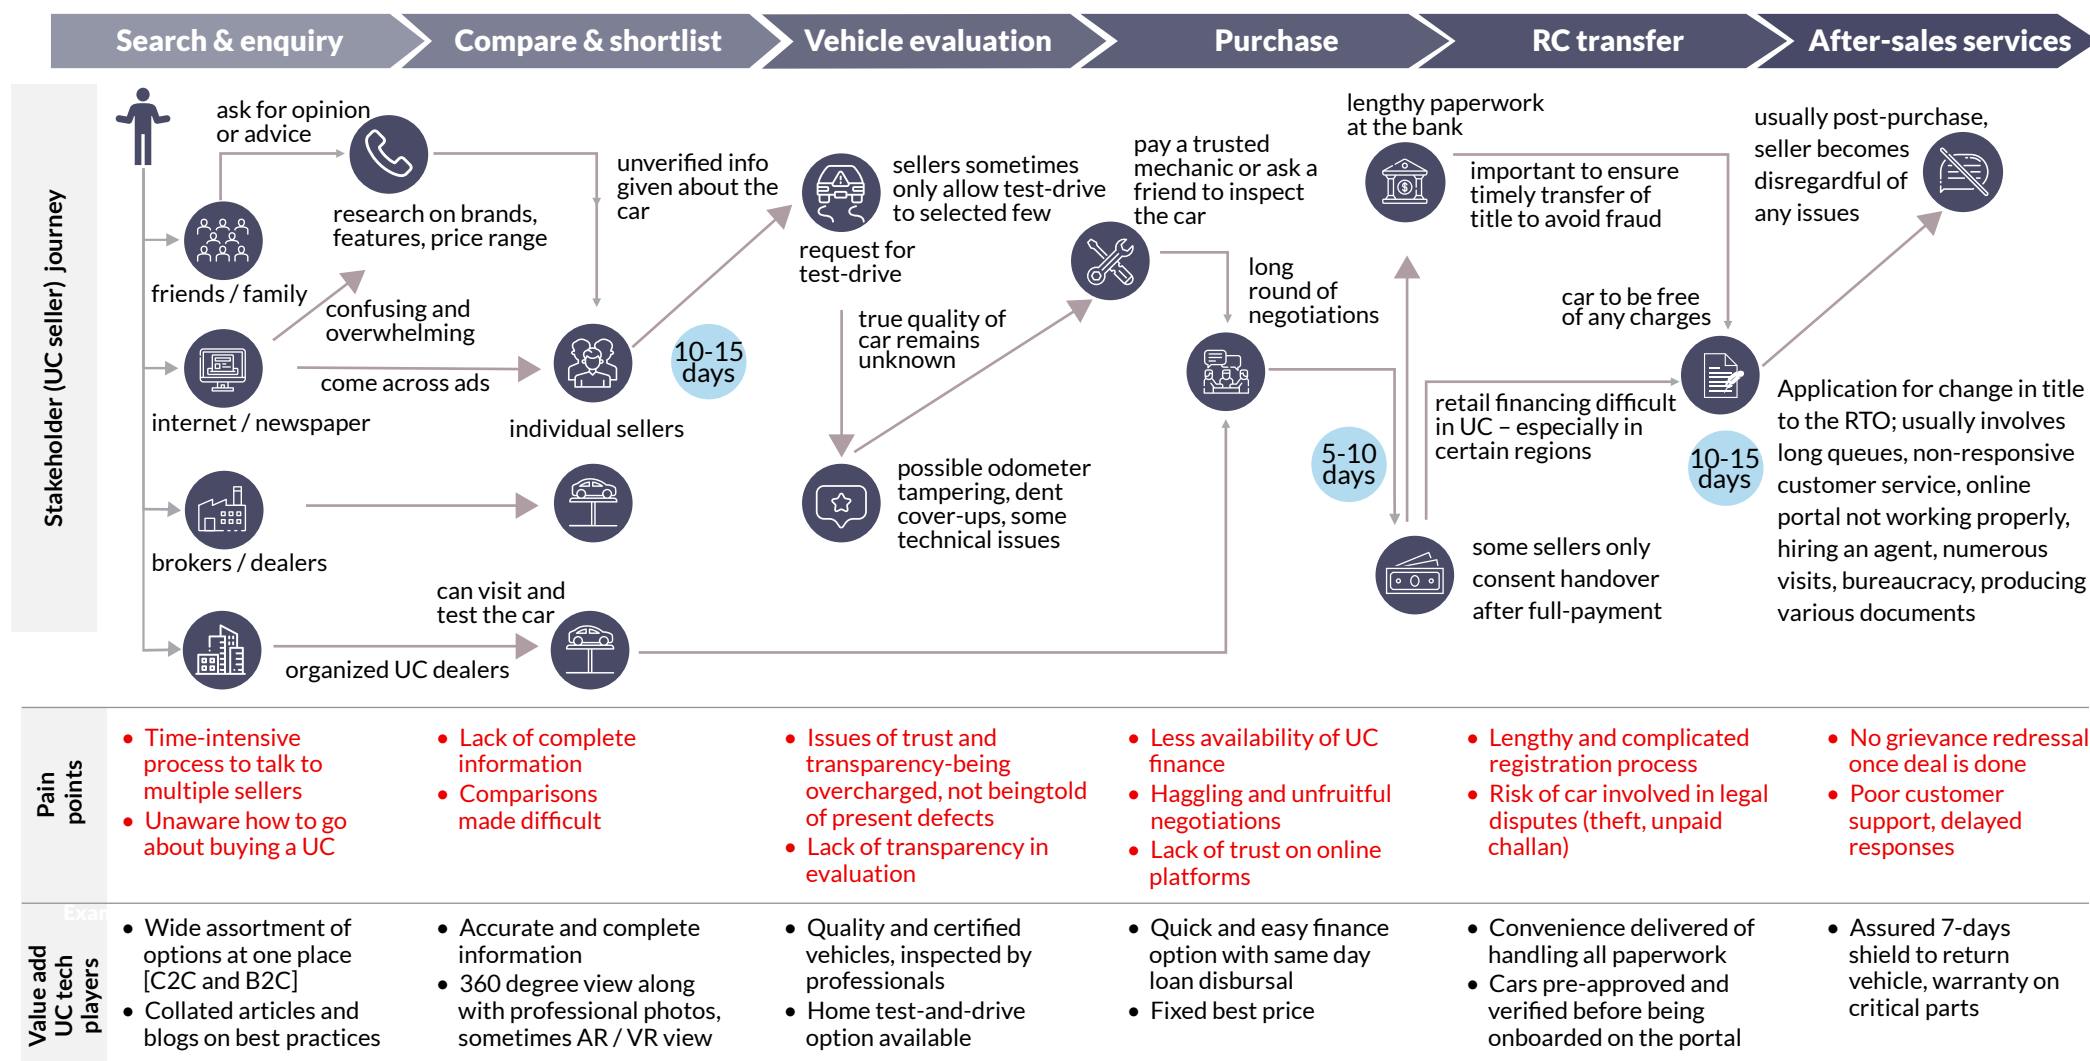 Search & enquiry
Compare & shortlist
Vehicle evaluation
Purchase
RC transfer
After-sales services
Stakeholder (UC seller) journey
ask for opinion
or advice
research on brands,
features, price range
friends / family
confusing and
overwhelming
come across ads
internet / newspaper
brokers / dealers
can visit and
test the car
organized UC dealers
unverified info
given about the
car
10-15
days
individual sellers
sellers sometimes
only allow test-drive
to selected few
request for
test-drive
true quality of
car remains
unknown
possible odometer
tampering, dent
cover-ups, some
technical issues
pay a trusted
mechanic or ask a
friend to inspect
the car
long
round of
negotiations
5-10
days
lengthy paperwork
at the bank
important to ensure
timely transfer of
title to avoid fraud
car to be free
of any charges
retail financing difficult
in UC – especially in
certain regions
10-15
days
some sellers only
consent handover
after full-payment
usually post-purchase,
seller becomes
disregardful of
any issues
Application for change in title
to the RTO; usually involves
long queues, non-responsive
customer service, online
portal not working properly,
hiring an agent, numerous
visits, bureaucracy, producing
various documents
Pain
points
• Time-intensive
process to talk to
multiple sellers
• Unaware how to go
about buying a UC
• Lack of complete
information
• Comparisons
made difficult
• Issues of trust and
transparency-being
overcharged, not beingtold
of present defects
• Lack of transparency in
evaluation
• Less availability of UC
finance
• Haggling and unfruitful
negotiations
• Lack of trust on online
platforms
• Lengthy and complicated
registration process
• Risk of car involved in legal
disputes (theft, unpaid
challan)
• No grievance redressal
once deal is done
• Poor customer
support, delayed
responses
Exam
Value add
UC tech
players
• Wide assortment of
options at one place
[C2C and B2C]
• Collated articles and
blogs on best practices
• Accurate and complete
information
• 360 degree view along
with professional photos,
sometimes AR / VR view
• Quality and certified
vehicles, inspected by
professionals
• Home test-and-drive
option available
• Quick and easy finance
option with same day
loan disbursal
• Fixed best price
• Convenience delivered of
handling all paperwork
• Cars pre-approved and
verified before being
onboarded on the portal
• Assured 7-days
shield to return
vehicle, warranty on
critical parts